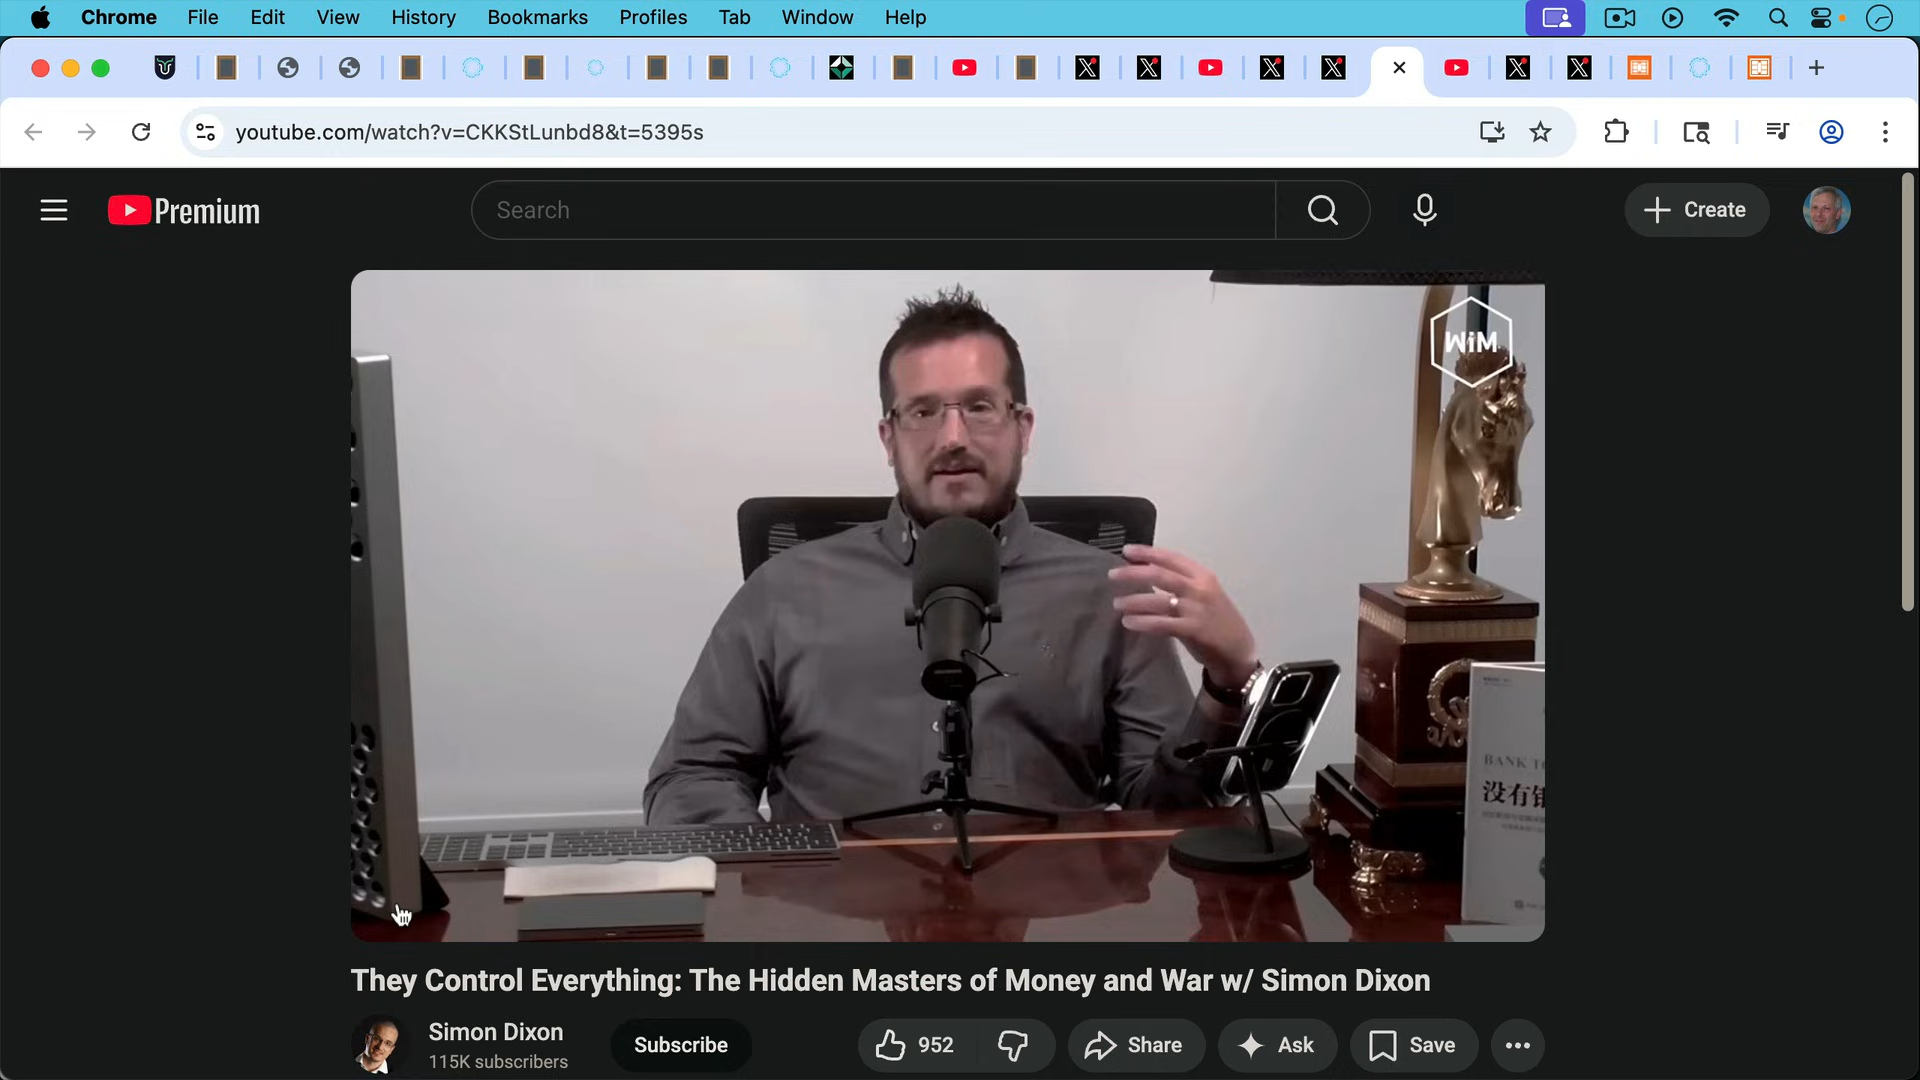 Chrome File Edit View History Bookmarks Profiles Tab Window Help
youtube.com/watch?v=CKKStLunbd8&t=5395s
Premium
Search
Create
WiM
BANK TO
没有银
They Control Everything: The Hidden Masters of Money and War w/ Simon Dixon
Simon Dixon
115K subscribers
Subscribe
952
Share
Ask
Save